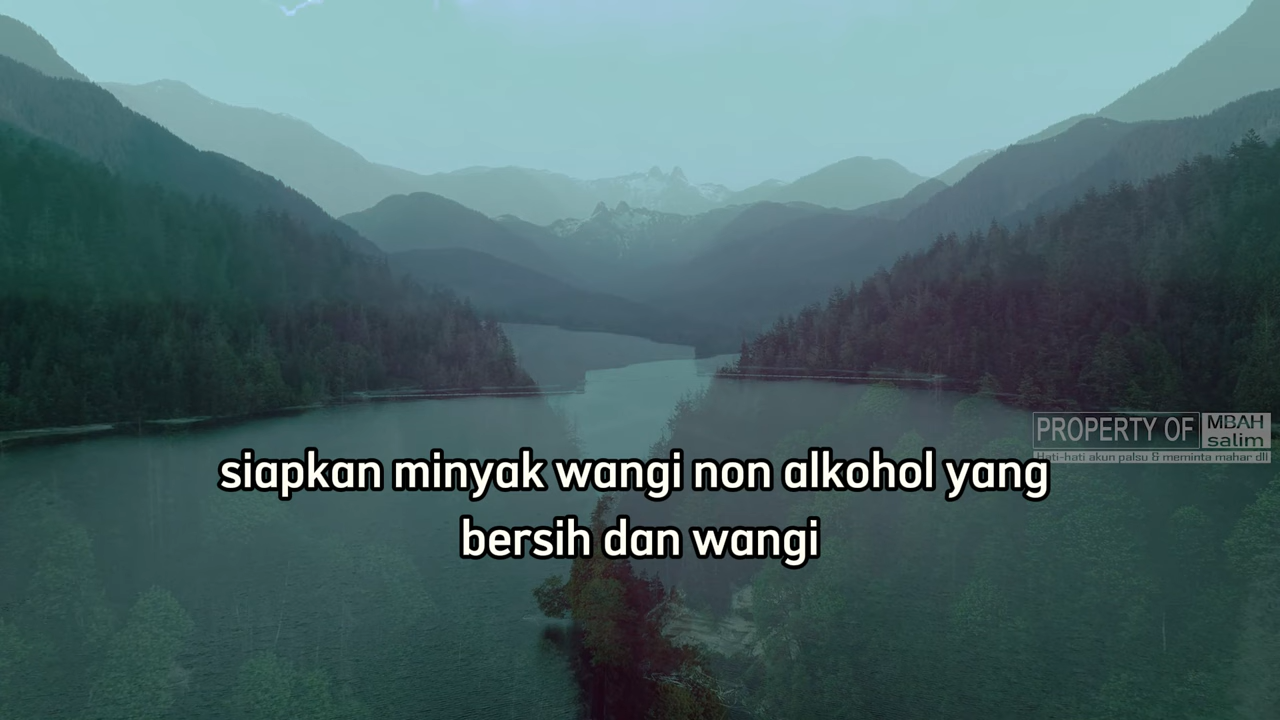 PROPERTY OF MBAH salim
Hati-hati akun palsu & meminta mahar dll
siapkan minyak wangi non alkohol yang
bersih dan wangi